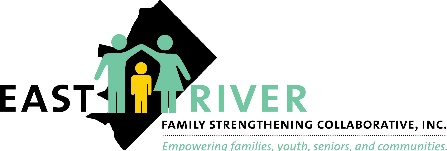 EAST RIVER
FAMILY STRENGTHENING COLLABORATIVE, INC.
Empowering families, youth, seniors, and communities.